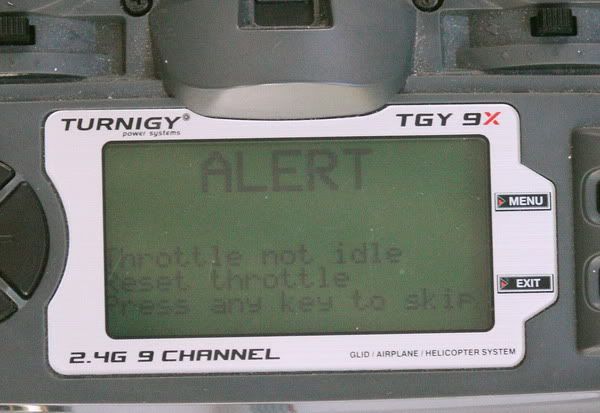 TURNIGY
power systems
TGY 9X
ALERT
MENU
Throttle not idle
Reset throttle
EXIT
Press any key to skip
2.4G 9 CHANNEL
GLID / AIRPLANE / HELICOPTER SYSTEM